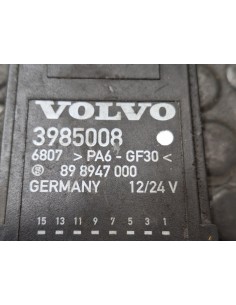 VOLVO
3985008
6807 > PA6 - GF30 <
89 8947 000
GERMANY 12/24 V
15 13 11 9 7 5 3 1